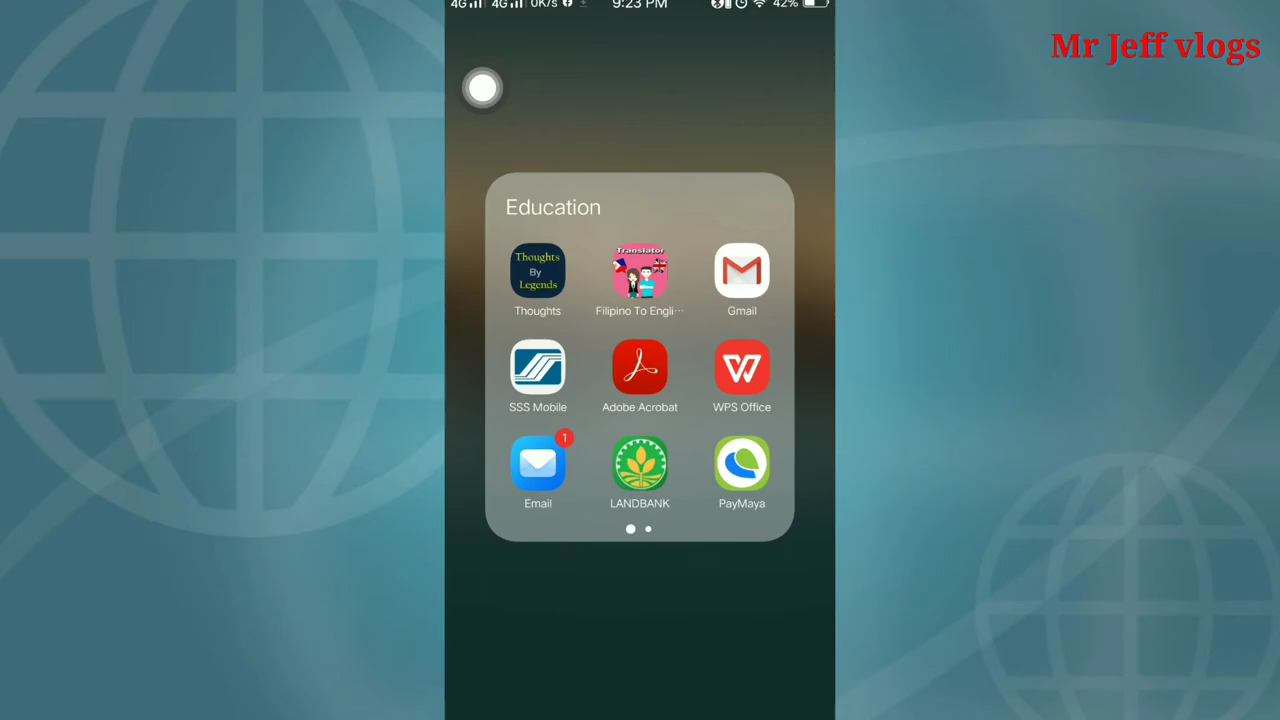 4G 4G 0K/s 9:23 PM 42%
Mr Jeff vlogs
Education
Thoughts
By
Legends
Translator
Thoughts
Filipino To Engli···
Gmail
SSS Mobile
Adobe Acrobat
WPS Office
1
Email
LANDBANK
PayMaya